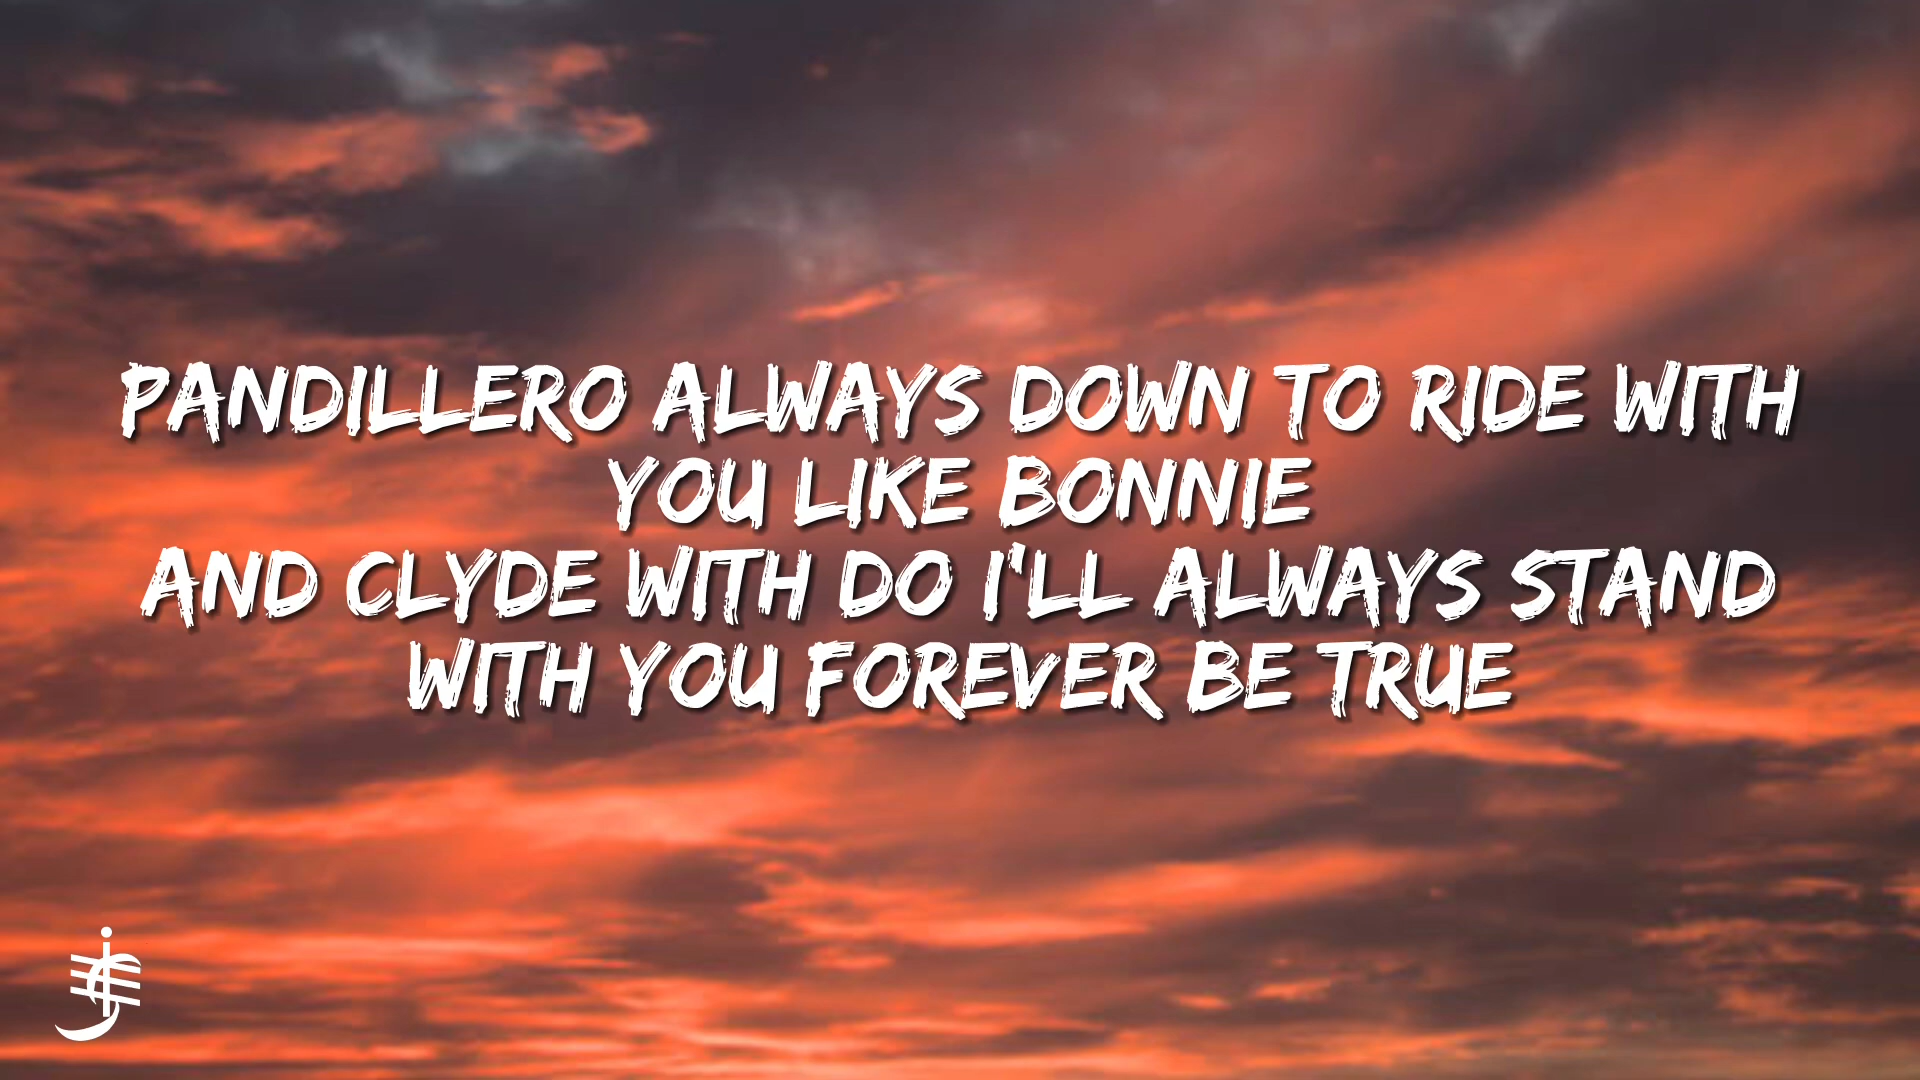 PANDILLERO ALWAYS DOWN TO RIDE WITH
YOU LIKE BONNIE
AND CLYDE WITH DO I'LL ALWAYS STAND
WITH YOU FOREVER BE TRUE